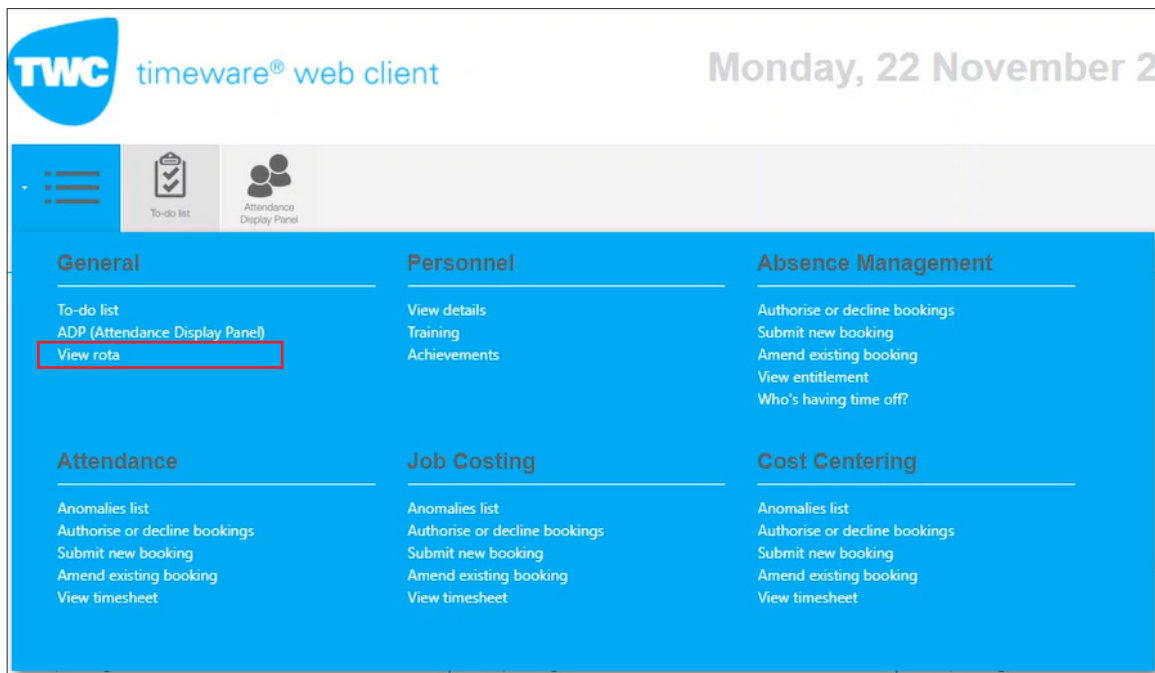 TWC timeware® web client
Monday, 22 November 2
To-do list
Attendance
Display Panel
General
To-do list
ADP (Attendance Display Panel)
View rota
Personnel
View details
Training
Achievements
Absence Management
Authorise or decline bookings
Submit new booking
Amend existing booking
View entitlement
Who's having time off?
Attendance
Anomalies list
Authorise or decline bookings
Submit new booking
Amend existing booking
View timesheet
Job Costing
Anomalies list
Authorise or decline bookings
Submit new booking
Amend existing booking
View timesheet
Cost Centering
Anomalies list
Authorise or decline bookings
Submit new booking
Amend existing booking
View timesheet